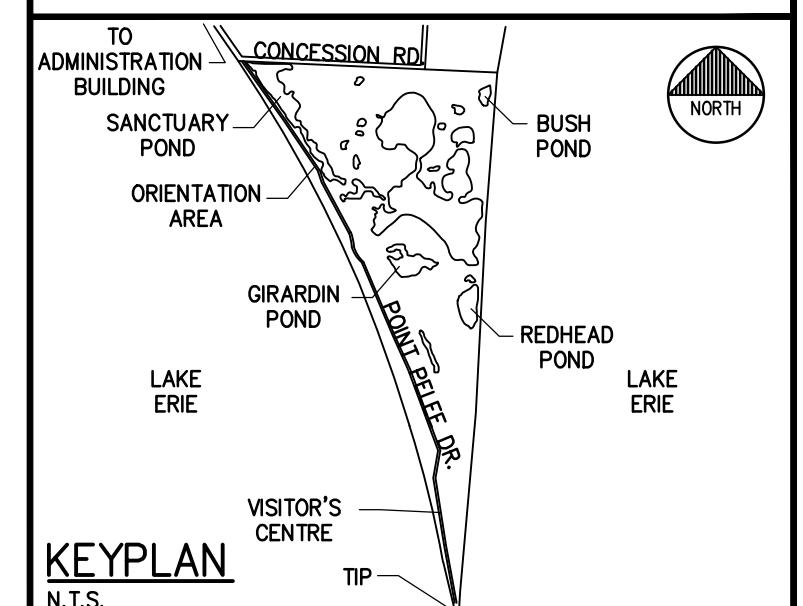 TO
ADMINISTRATION
BUILDING
CONCESSION RD.
NORTH
SANCTUARY
POND
BUSH
POND
ORIENTATION
AREA
GIRARDIN
POND
POINT PELEE DR.
REDHEAD
POND
LAKE
ERIE
LAKE
ERIE
VISITOR'S
CENTRE
KEYPLAN
TIP
N.T.S.